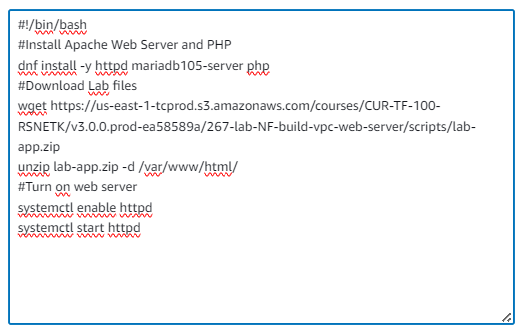 #!/bin/bash
#Install Apache Web Server and PHP
dnf install -y httpd mariadb105-server php
#Download Lab files
wget https://us-east-1-tcprod.s3.amazonaws.com/courses/CUR-TF-100-
RSNETK/v3.0.0.prod-ea58589a/267-lab-NF-build-vpc-web-server/scripts/lab-
app.zip
unzip lab-app.zip -d /var/www/html/
#Turn on web server
systemctl enable httpd
systemctl start httpd